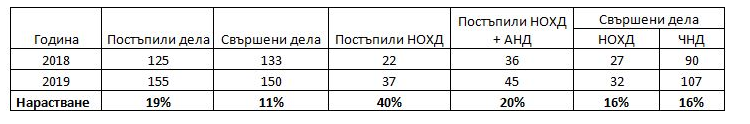 Година Постъпили дела Свършени дела Постъпили НОХД Постъпили НОХД + АНД Свършени дела
НОХД ЧНД
2018 125 133 22 36 27 90
2019 155 150 37 45 32 107
Нарастване 19% 11% 40% 20% 16% 16%